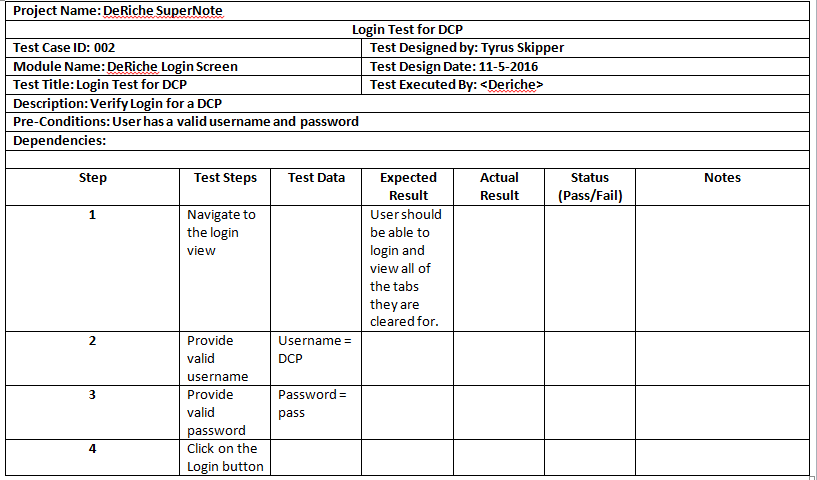 Project Name: DeRiche SuperNote
Login Test for DCP
Test Case ID: 002
Test Designed by: Tyrus Skipper
Module Name: DeRiche Login Screen
Test Design Date: 11-5-2016
Test Title: Login Test for DCP
Test Executed By: <Deriche>
Description: Verify Login for a DCP
Pre-Conditions: User has a valid username and password
Dependencies:
Step
Test Steps
Test Data
Expected
Result
Actual
Result
Status
(Pass/Fail)
Notes
1
Navigate to
the login
view
User should
be able to
login and
view all of
the tabs
they are
cleared for.
2
Provide
valid
username
Username =
DCP
3
Provide
valid
password
Password =
pass
4
Click on the
Login button